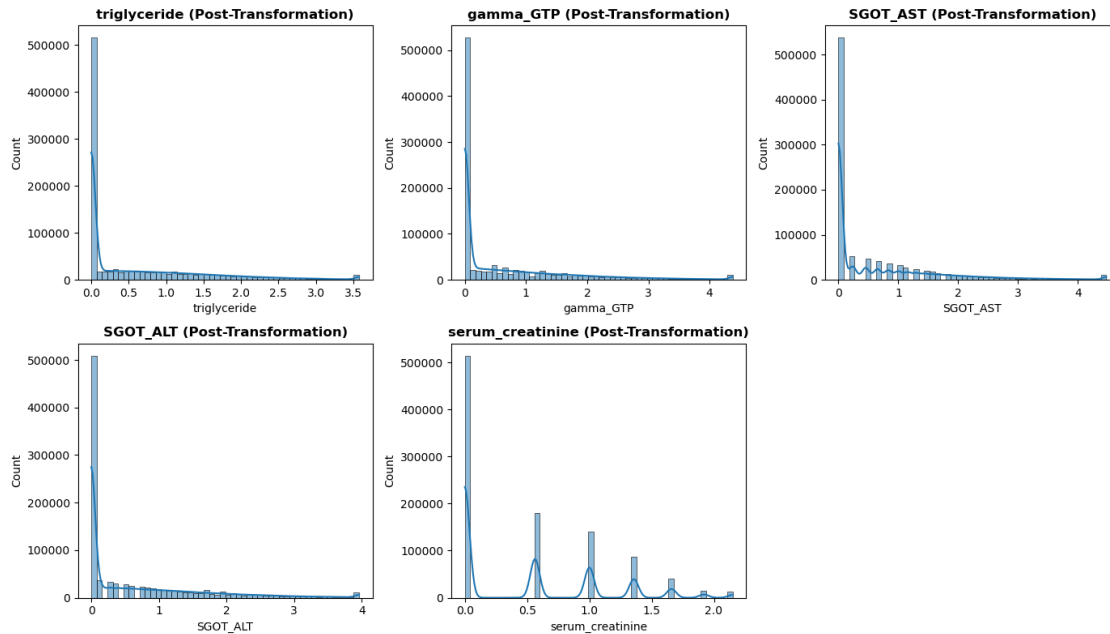 triglyceride (Post-Transformation)
500000
400000
300000
200000
100000
0
Count
0.0 0.5 1.0 1.5 2.0 2.5 3.0 3.5
triglyceride
gamma_GTP (Post-Transformation)
500000
400000
300000
200000
100000
0
Count
0 1 2 3 4
gamma_GTP
SGOT_AST (Post-Transformation)
500000
400000
300000
200000
100000
0
Count
0 1 2 3 4
SGOT_AST
SGOT_ALT (Post-Transformation)
500000
400000
300000
200000
100000
0
Count
0 1 2 3 4
SGOT_ALT
serum_creatinine (Post-Transformation)
500000
400000
300000
200000
100000
0
Count
0.0 0.5 1.0 1.5 2.0
serum_creatinine